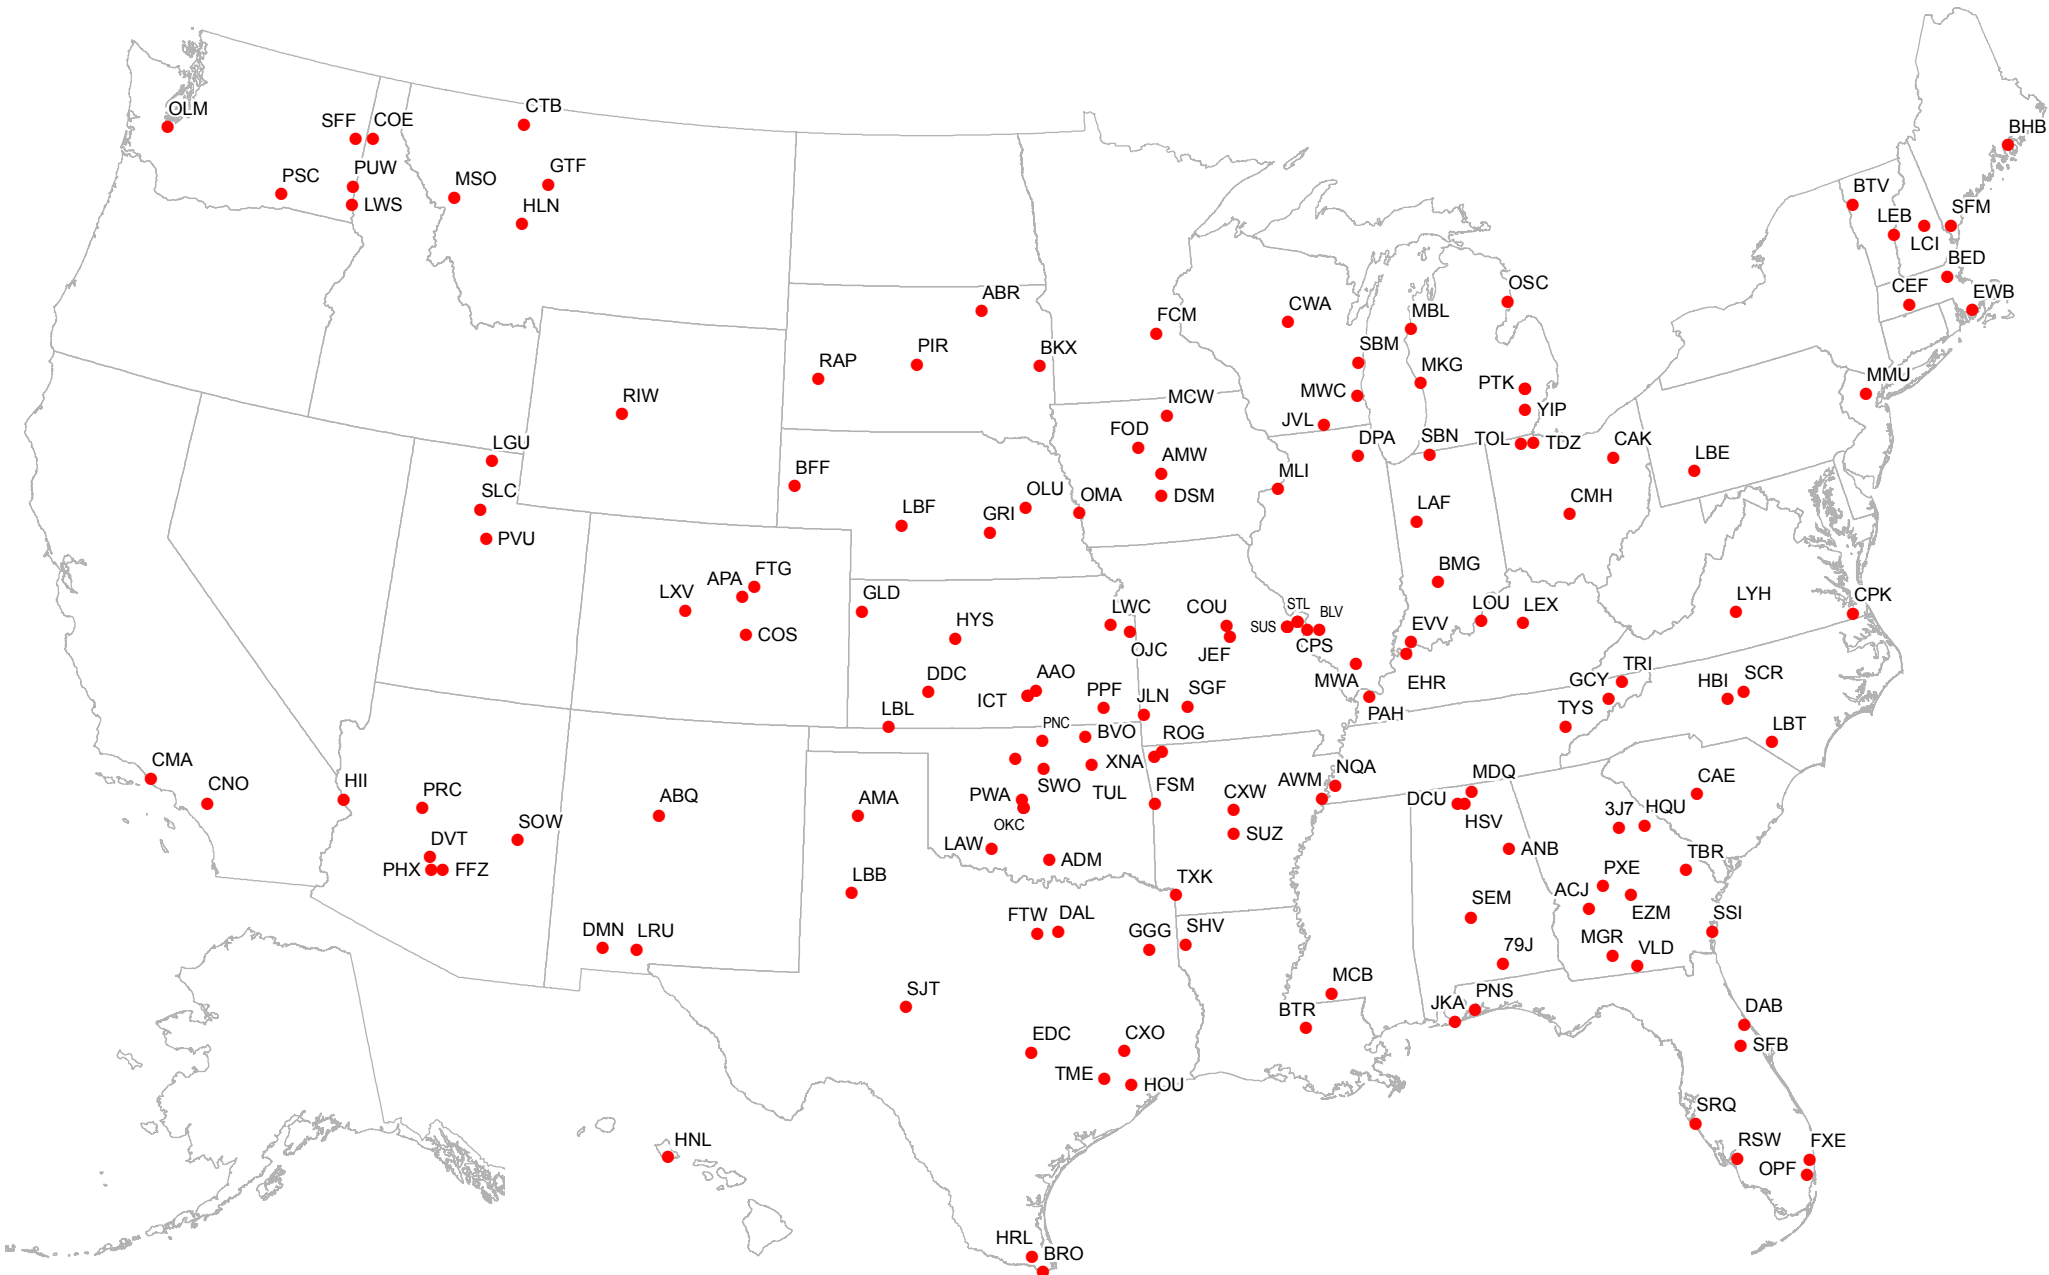 OLM
SFF
COE
CTB
PSC
PUW
LWS
MSO
GTF
HLN
BHB
BTV
LEB
LCI
SFM
BED
CEF
EWB
MMU
ABR
PIR
RAP
BKX
FCM
CWA
OSC
MBL
SBM
MKG
MWC
PTK
YIP
JVL
DPA
SBN
TOL
TDZ
CAK
LBE
RIW
MCW
FOD
AMW
DSM
MLI
LAF
CMH
LGU
SLC
PVU
BFF
LBF
GRI
OLU
OMA
BMG
LXV
APA
FTG
COS
GLD
HYS
DDC
LBL
ICT
AAO
PPF
LWC
OJC
COU
JEF
STL
BLV
SUS
CPS
MWA
PAH
EVV
EHR
LOU
LEX
LYH
CPK
JLN
SGF
PNC
BVO
ROG
XNA
SWO
TUL
PWA
OKC
LAW
ADM
FSM
CXW
SUZ
AWM
NQA
TRI
GCY
TYS
HBI
SCR
LBT
MDQ
DCU
HSV
ANB
3J7
HQU
CAE
TBR
PXE
ACJ
EZM
SSI
MGR
VLD
SEM
79J
CMA
CNO
HII
PRC
DVT
PHX
FFZ
SOW
ABQ
AMA
LBB
DMN
LRU
TXK
FTW
DAL
GGG
SHV
SJT
EDC
CXO
TME
HOU
MCB
BTR
JKA
PNS
DAB
SFB
SRQ
RSW
FXE
OPF
HNL
HRL
BRO